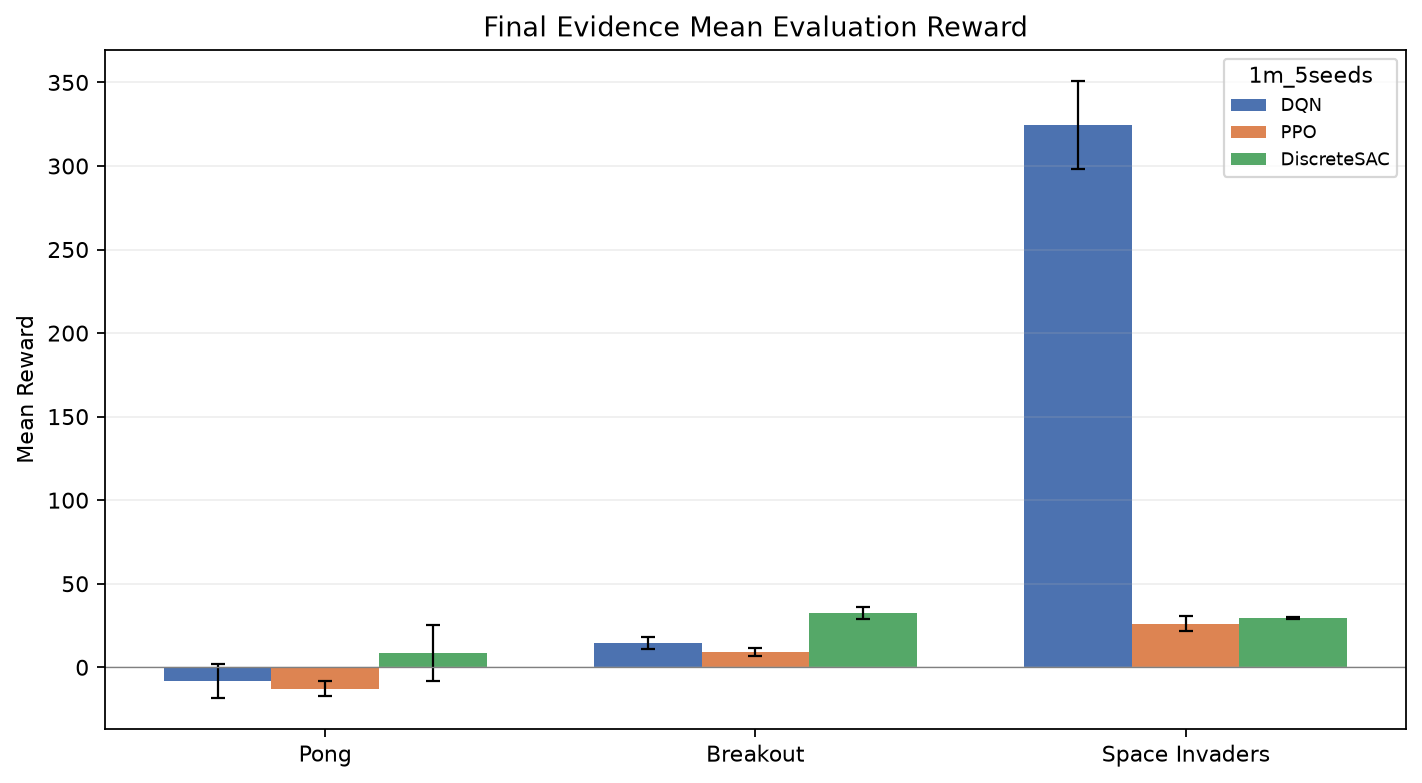 Final Evidence Mean Evaluation Reward
1m_5seeds
DQN
PPO
DiscreteSAC
Mean Reward
350
300
250
200
150
100
50
0
Pong
Breakout
Space Invaders